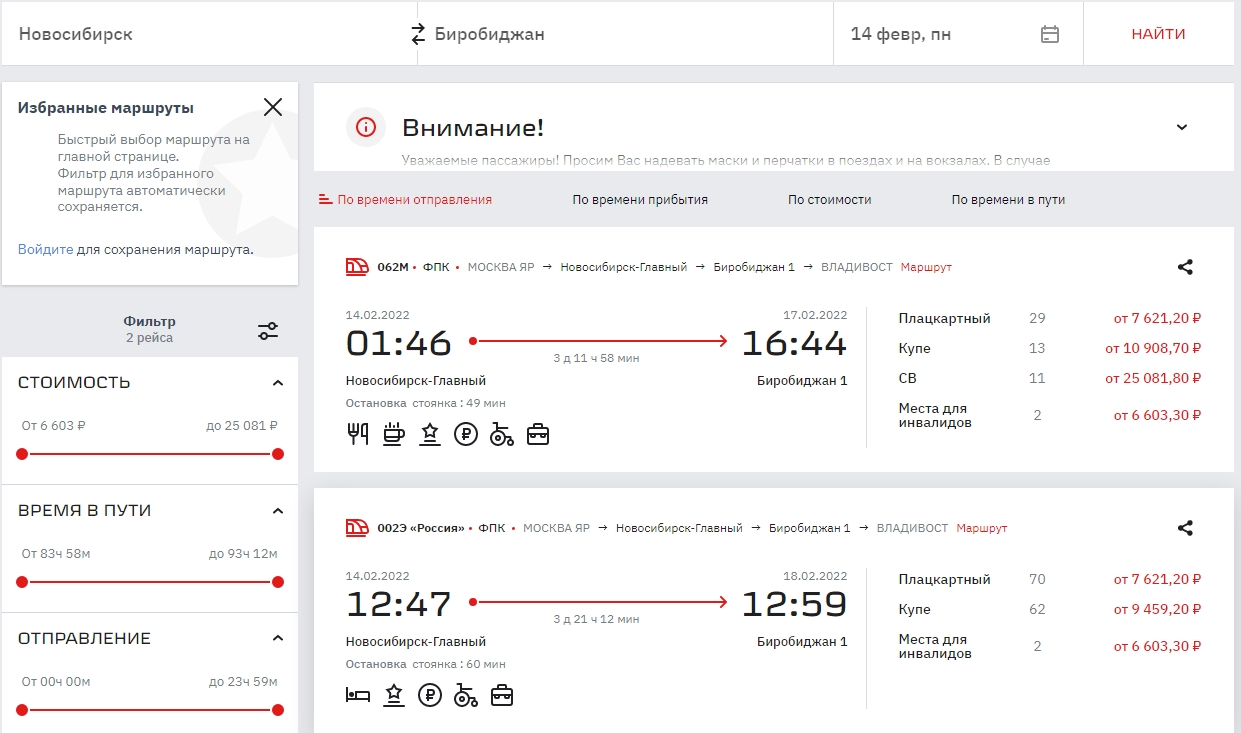 Новосибирск
Биробиджан
14 февр, пн
НАЙТИ
Избранные маршруты
Быстрый выбор маршрута на
главной странице.
Фильтр для избранного
маршрута автоматически
сохраняется.
Войдите для сохранения маршрута.
Фильтр
2 рейса
СТОИМОСТЬ
От 6 603 ₽ до 25 081 ₽
ВРЕМЯ В ПУТИ
От 83ч 58м до 93ч 12м
ОТПРАВЛЕНИЕ
От 00ч 00м до 23ч 59м
Внимание!
Уважаемые пассажиры! Просим Вас надевать маски и перчатки в поездах и на вокзалах. В случае
По времени отправления По времени прибытия По стоимости По времени в пути
062М • ФПК • МОСКВА ЯР → Новосибирск-Главный → Биробиджан 1 → ВЛАДИВОСТ Маршрут
14.02.2022 17.02.2022
01:46 16:44
3 д 11 ч 58 мин
Новосибирск-Главный Биробиджан 1
Остановка стоянка : 49 мин
Плацкартный 29 от 7 621,20 ₽
Купе 13 от 10 908,70 ₽
СВ 11 от 25 081,80 ₽
Места для
инвалидов 2 от 6 603,30 ₽
002Э «Россия» • ФПК • МОСКВА ЯР → Новосибирск-Главный → Биробиджан 1 → ВЛАДИВОСТ Маршрут
14.02.2022 18.02.2022
12:47 12:59
3 д 21 ч 12 мин
Новосибирск-Главный Биробиджан 1
Остановка стоянка : 60 мин
Плацкартный 70 от 7 621,20 ₽
Купе 62 от 9 459,20 ₽
Места для
инвалидов 2 от 6 603,30 ₽